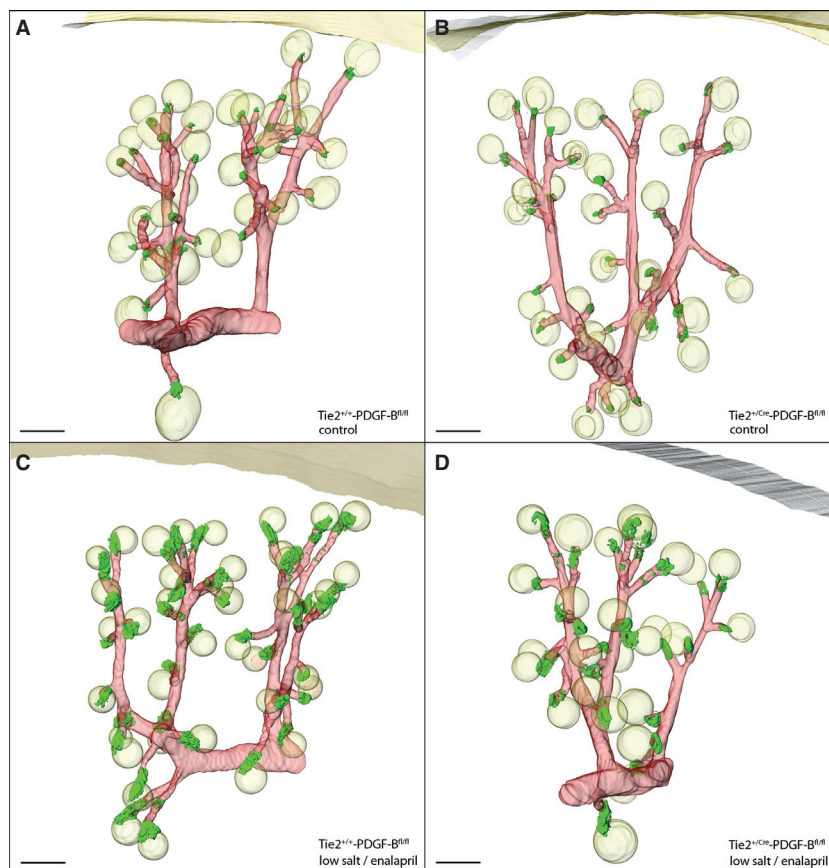 A
Tie2+/+-PDGF-Bfl/fl
control
B
Tie2+/Cre-PDGF-Bfl/fl
control
C
Tie2+/+-PDGF-Bfl/fl
low salt / enalapril
D
Tie2+/Cre-PDGF-Bfl/fl
low salt / enalapril